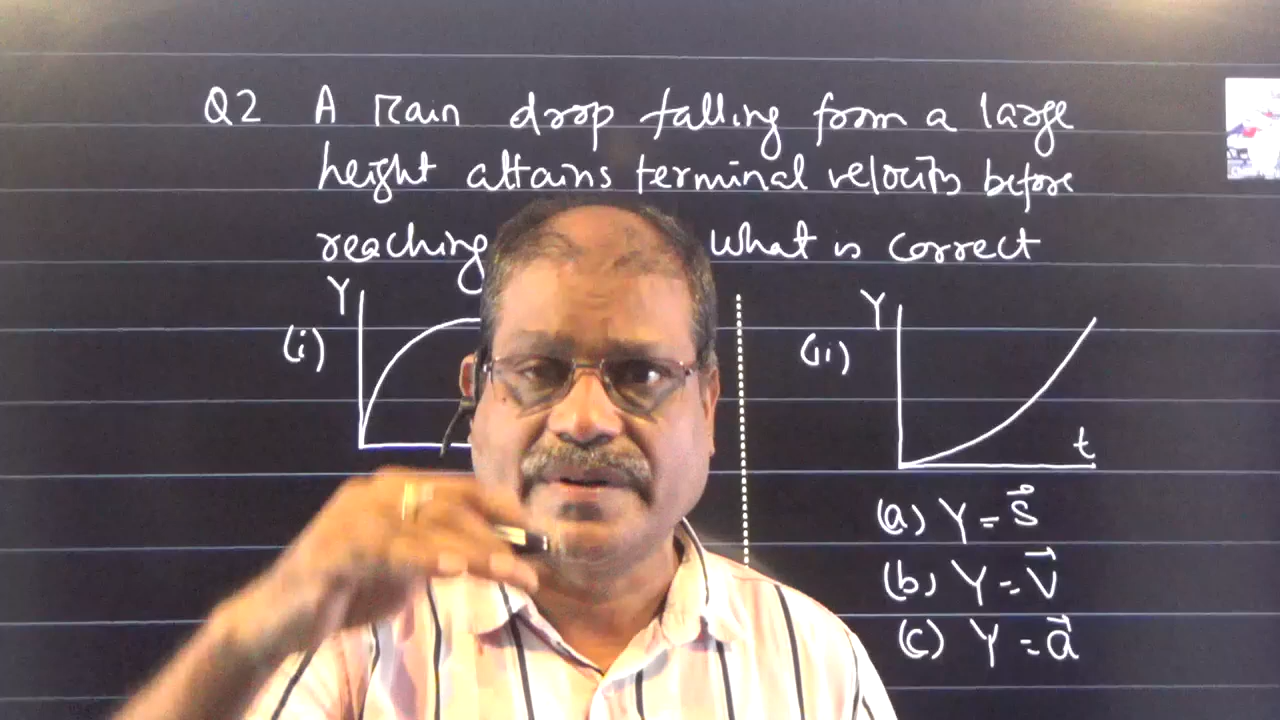 Q2 A rain drop falling from a large
height attains terminal velocity before
reaching what is correct
Y
(i)
Y
(ii)
t
(a) Y = S⃗
(b) Y = V⃗
(c) Y = a⃗